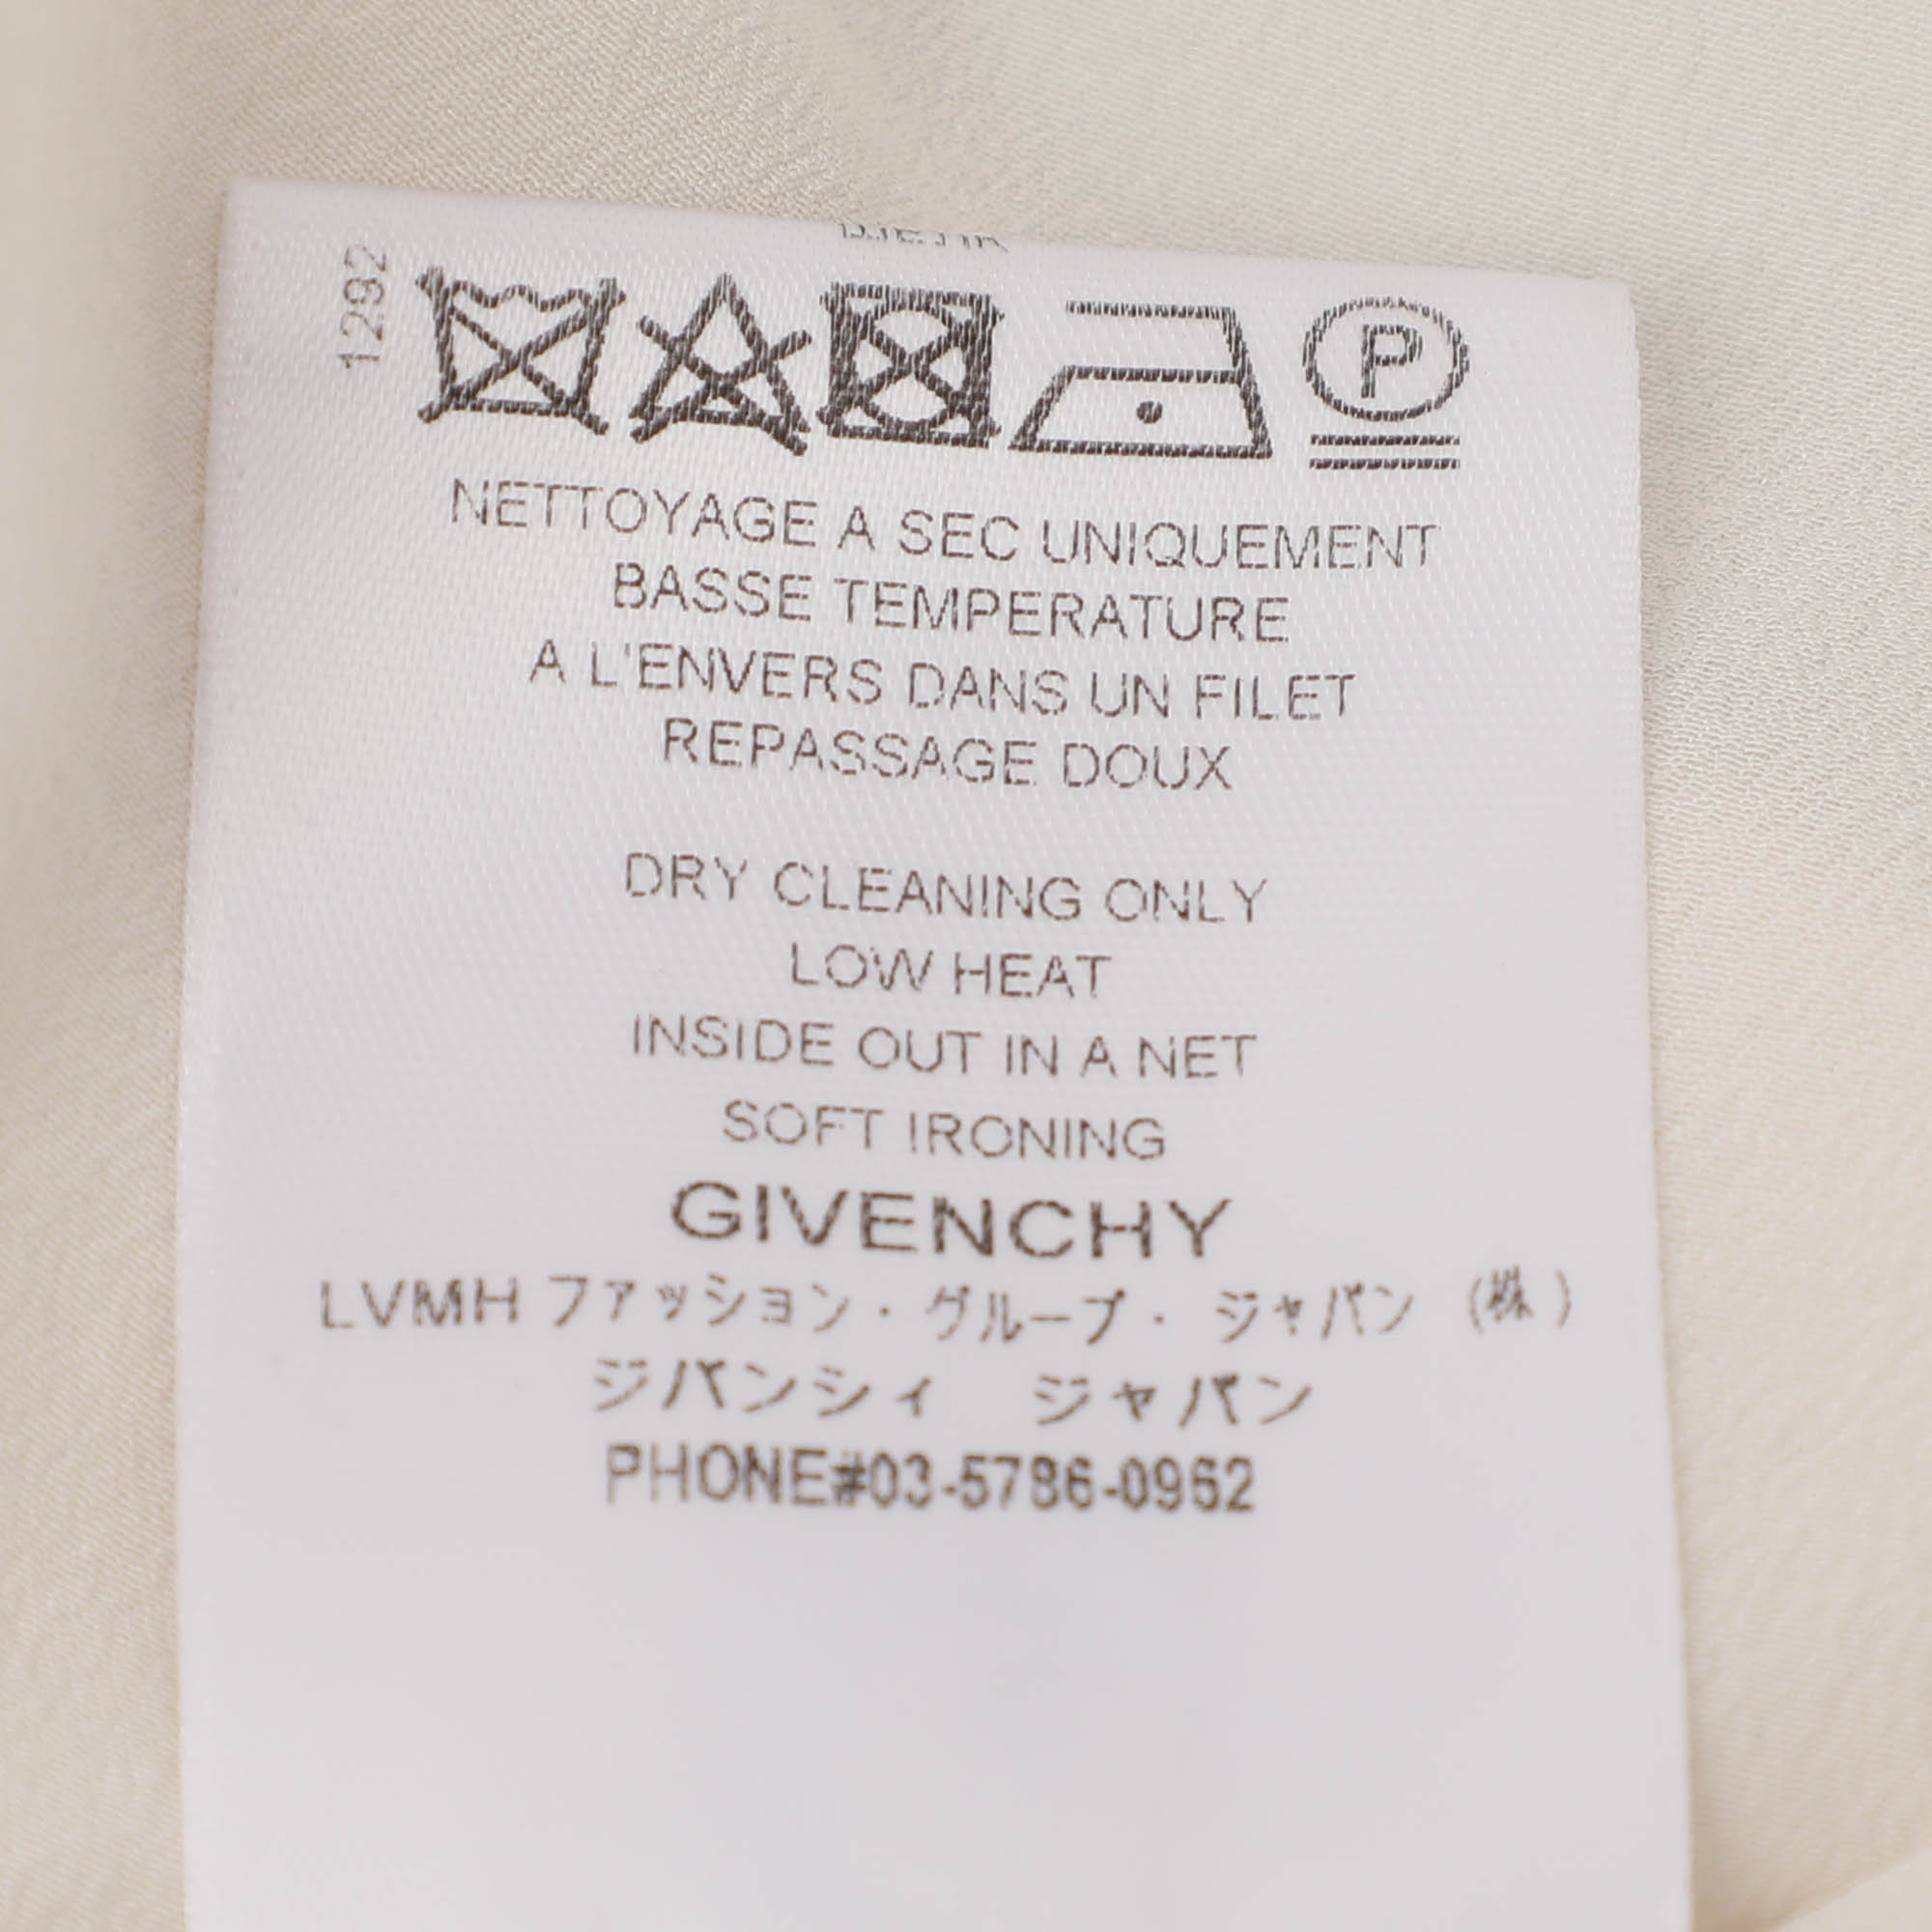 1292
P
NETTOYAGE A SEC UNIQUEMENT
BASSE TEMPERATURE
A L'ENVERS DANS UN FILET
REPASSAGE DOUX
DRY CLEANING ONLY
LOW HEAT
INSIDE OUT IN A NET
SOFT IRONING
GIVENCHY
LVMH ファッション・グループ・ジャパン (株)
ジバンシィ ジャパン
PHONE#03-5786-0962